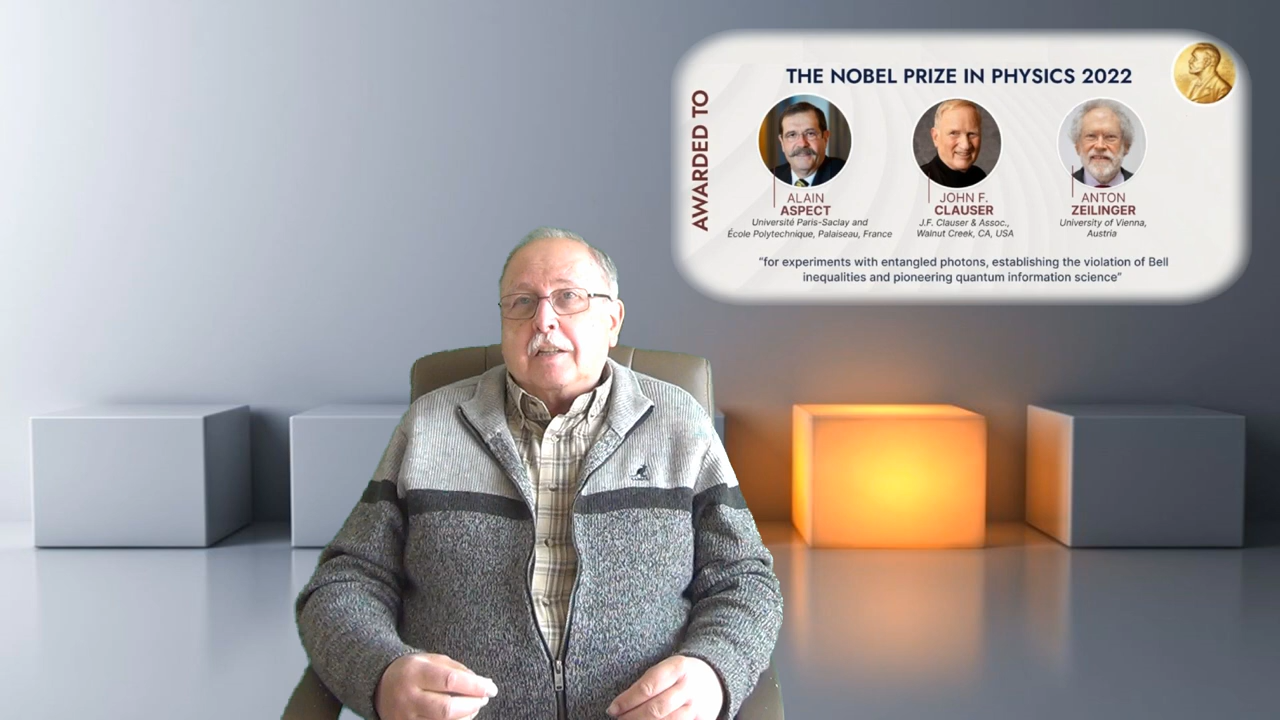 THE NOBEL PRIZE IN PHYSICS 2022
AWARDED TO
ALAIN
ASPECT
Université Paris-Saclay and
École Polytechnique, Palaiseau, France
JOHN F.
CLAUSER
J.F. Clauser & Assoc.,
Walnut Creek, CA, USA
ANTON
ZEILINGER
University of Vienna,
Austria
“for experiments with entangled photons, establishing the violation of Bell
inequalities and pioneering quantum information science”